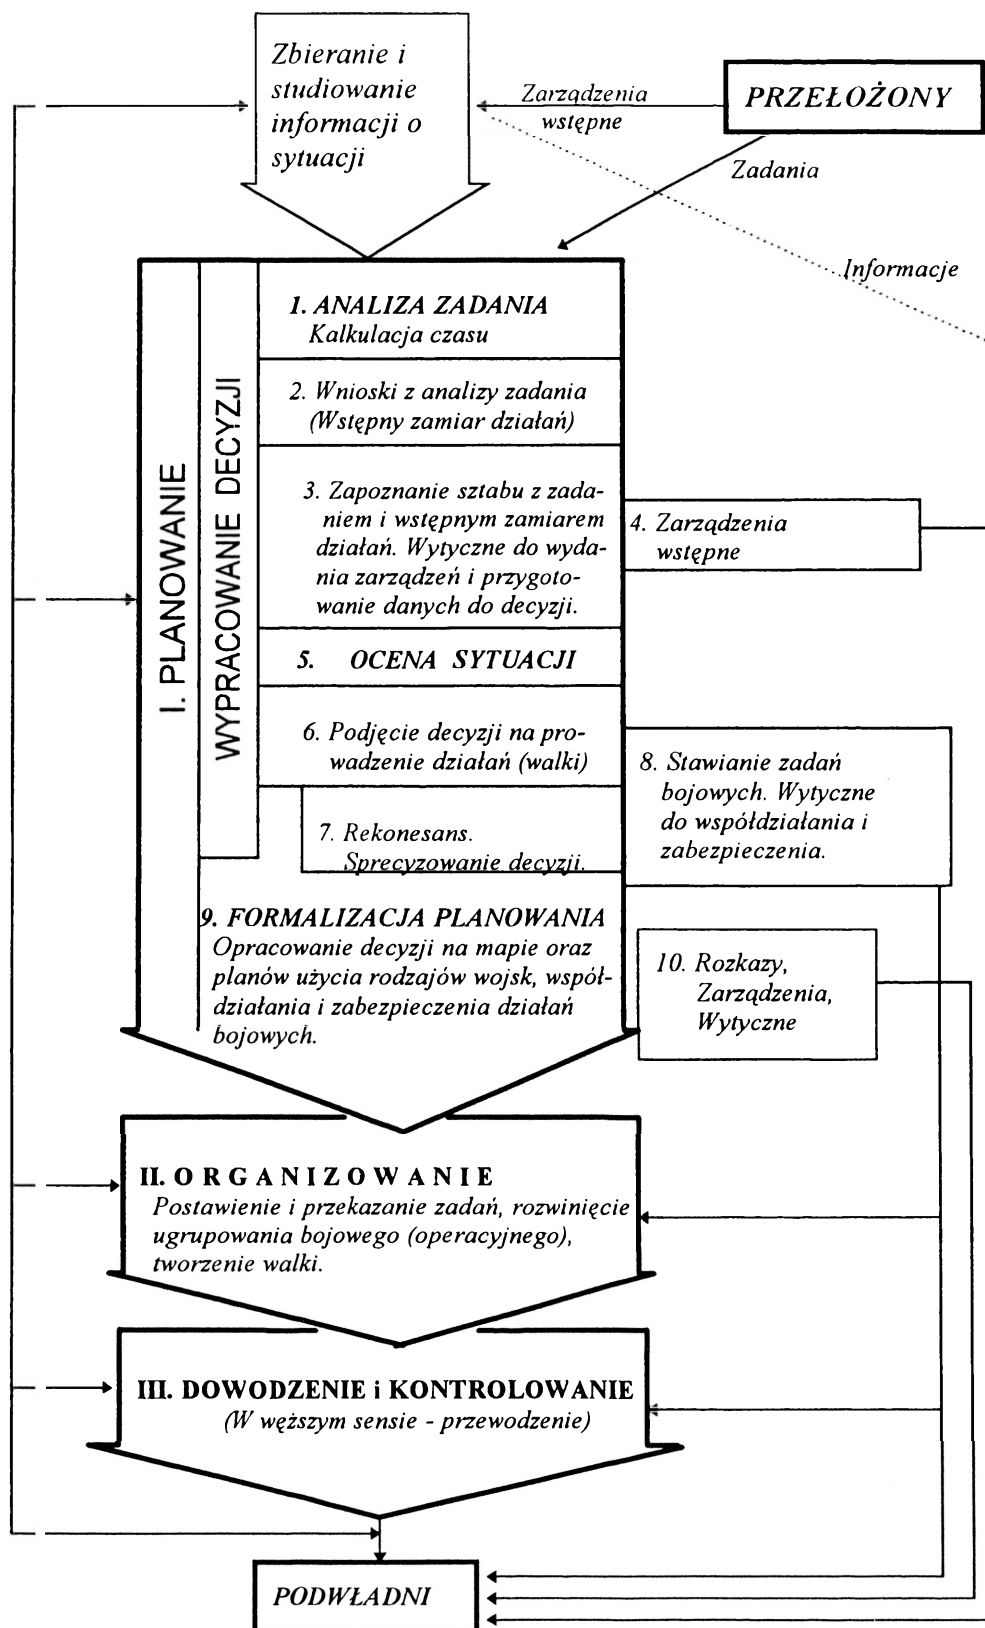 Zbieranie i
studiowanie
informacji o
sytuacji
Zarządzenia
wstępne
PRZEŁOŻONY
Zadania
Informacje
I. PLANOWANIE
WYPRACOWANIE DECYZJI
1. ANALIZA ZADANIA
Kalkulacja czasu
2. Wnioski z analizy zadania
(Wstępny zamiar działań)
3. Zapoznanie sztabu z zada-
niem i wstępnym zamiarem
działań. Wytyczne do wyda-
nia zarządzeń i przygoto-
wanie danych do decyzji.
4. Zarządzenia
wstępne
5. OCENA SYTUACJI
6. Podjęcie decyzji na pro-
wadzenie działań (walki)
7. Rekonesans.
Sprecyzowanie decyzji.
8. Stawianie zadań
bojowych. Wytyczne
do współdziałania i
zabezpieczenia.
9. FORMALIZACJA PLANOWANIA
Opracowanie decyzji na mapie oraz
planów użycia rodzajów wojsk, współ-
działania i zabezpieczenia działań
bojowych.
10. Rozkazy,
Zarządzenia,
Wytyczne
II. ORGANIZOWANIE
Postawienie i przekazanie zadań, rozwinięcie
ugrupowania bojowego (operacyjnego),
tworzenie walki.
III. DOWODZENIE i KONTROLOWANIE
(W węższym sensie - przewodzenie)
PODWŁADNI